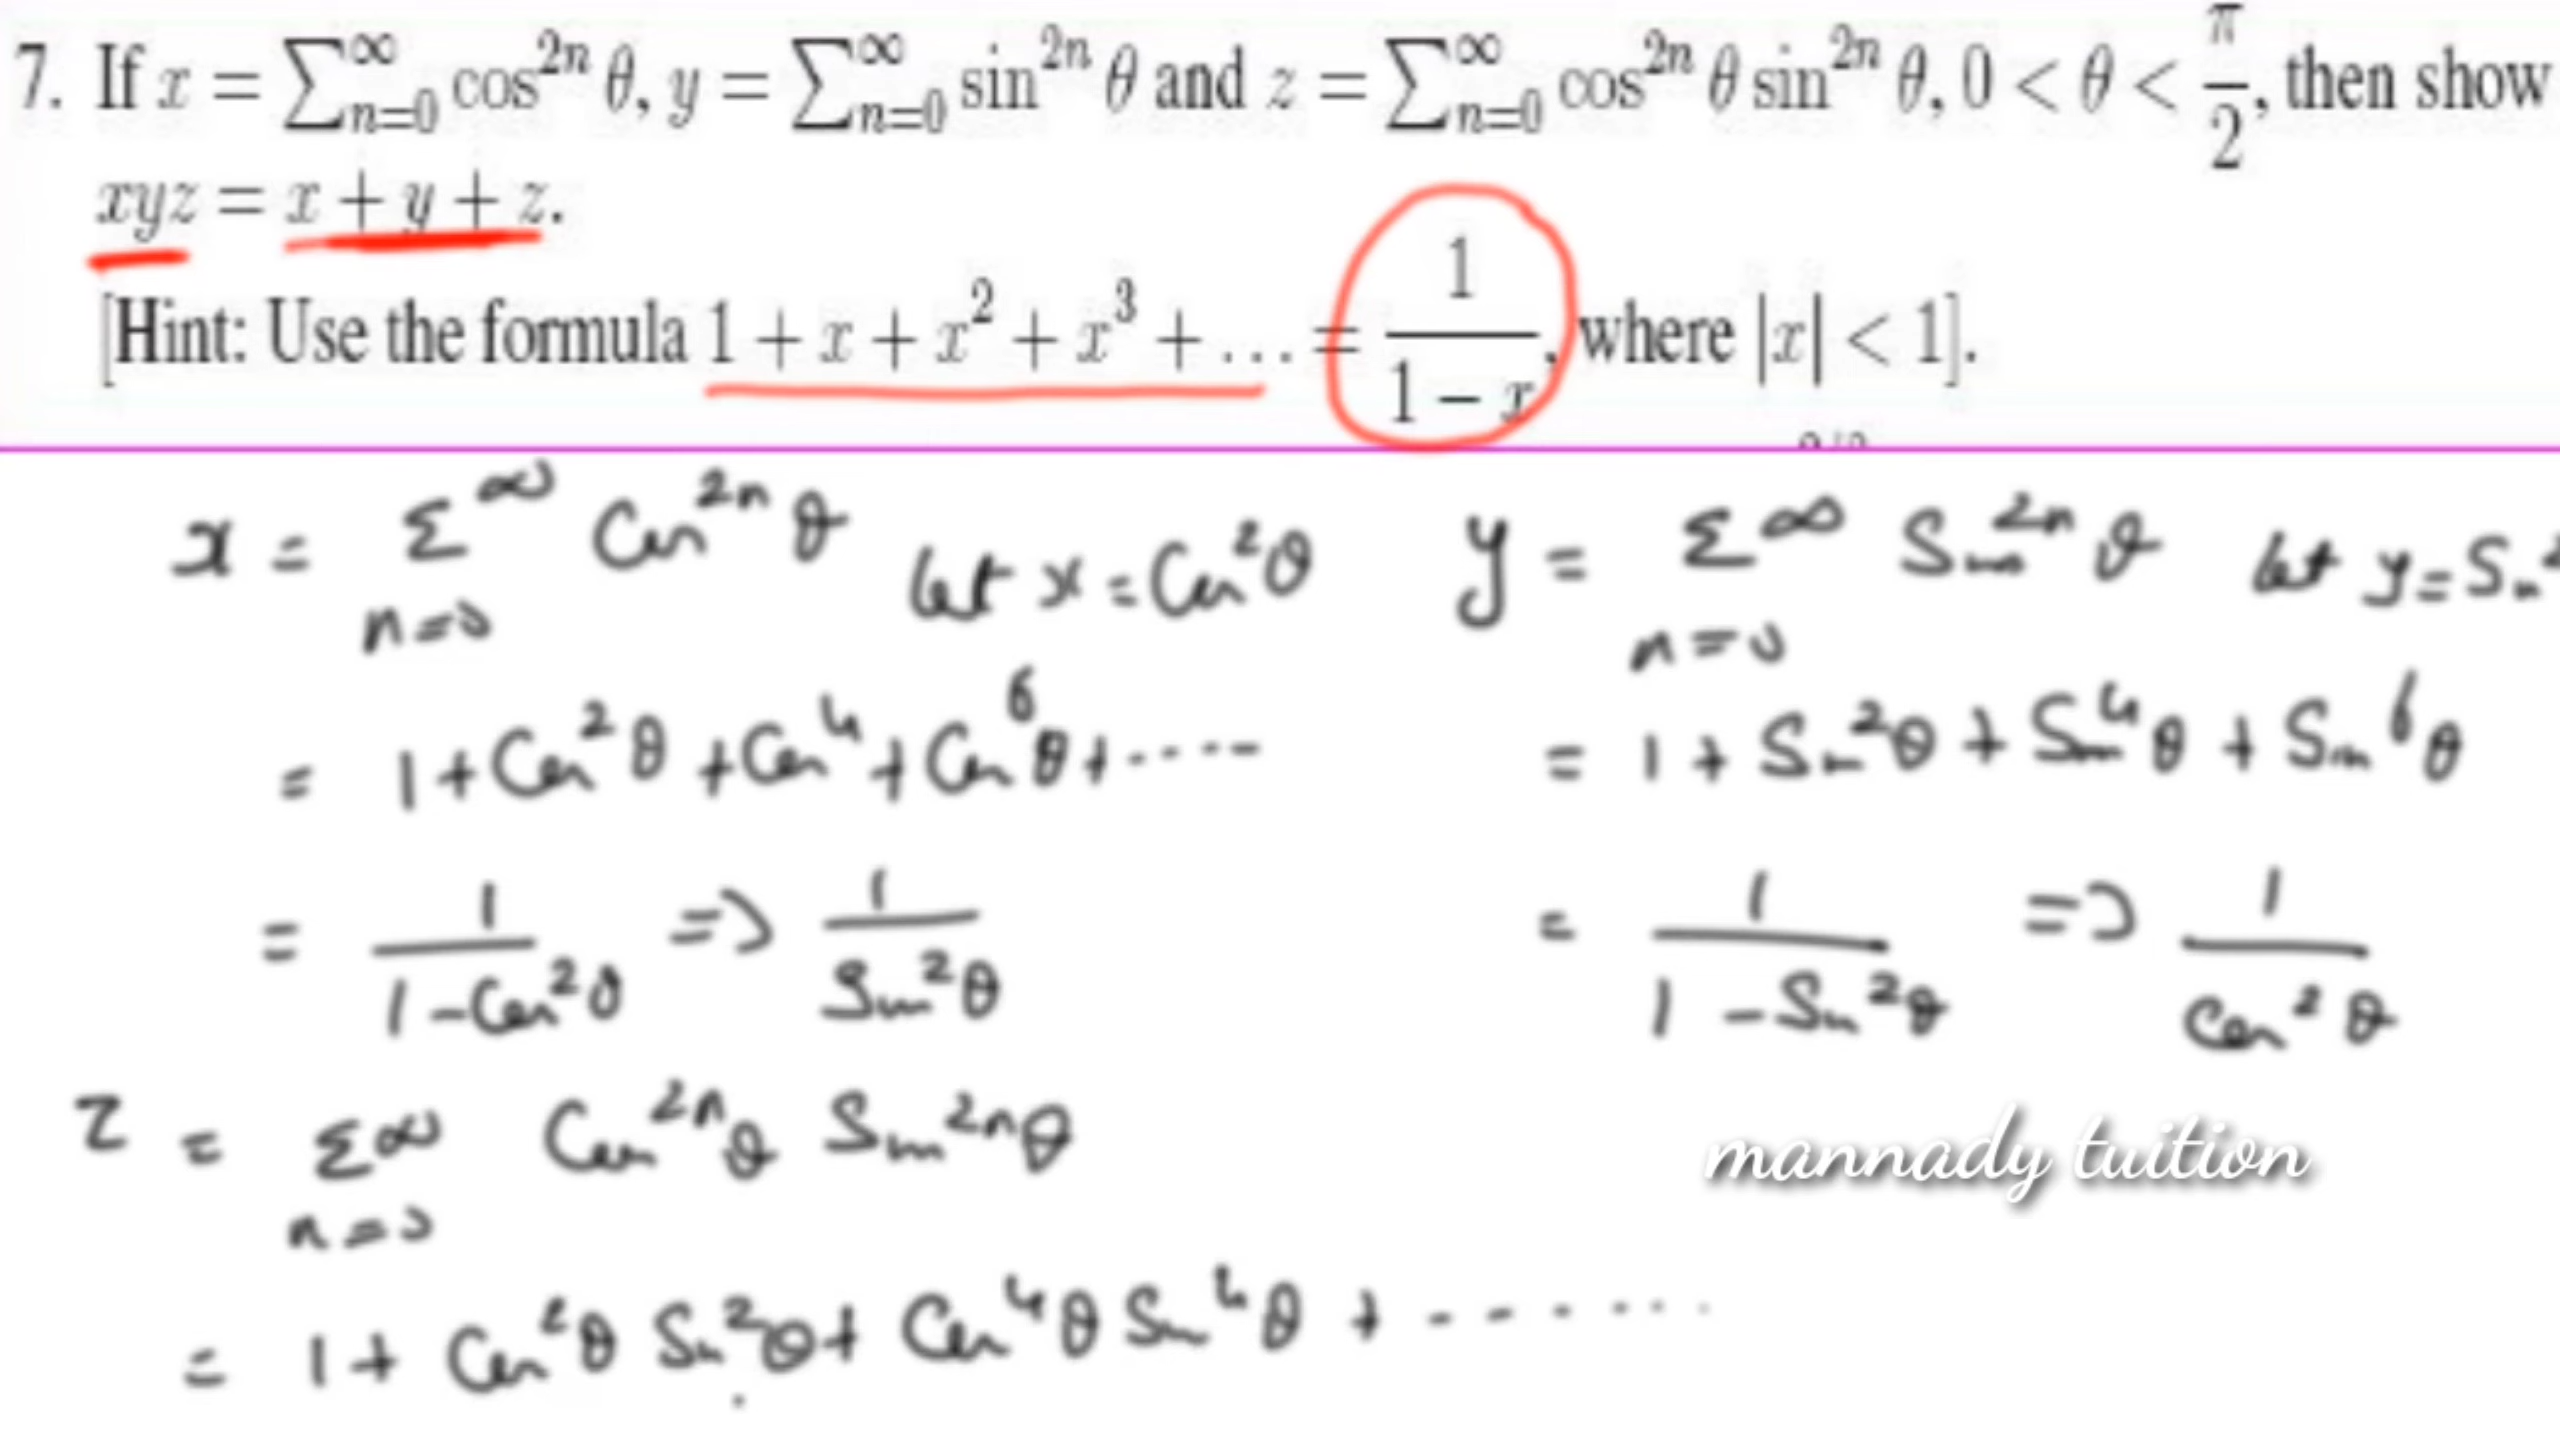 7. If x = ∑_{n=0}^{∞} cos^{2n} θ, y = ∑_{n=0}^{∞} sin^{2n} θ and z = ∑_{n=0}^{∞} cos^{2n} θ sin^{2n} θ, 0 < θ < π/2, then show
xyz = x + y + z.
[Hint: Use the formula 1 + x + x² + x³ + ... = 1/(1 − x), where |x| < 1].
x = ∑_{n=0}^{∞} Cos^{2n} θ let x = Cos²θ
= 1 + Cos²θ + Cos⁴ + Cos⁶θ + ....
= 1/(1 - Cos²θ) => 1/Sin²θ
y = ∑_{n=0}^{∞} Sin^{2n} θ let y = Sin²
= 1 + Sin²θ + Sin⁴θ + Sin⁶θ
= 1/(1 - Sin²θ) => 1/Cos²θ
z = ∑_{n=0}^{∞} Cos^{2n}θ Sin^{2n}θ
= 1 + Cos²θ Sin²θ + Cos⁴θ Sin⁴θ + .......
mannady tuition